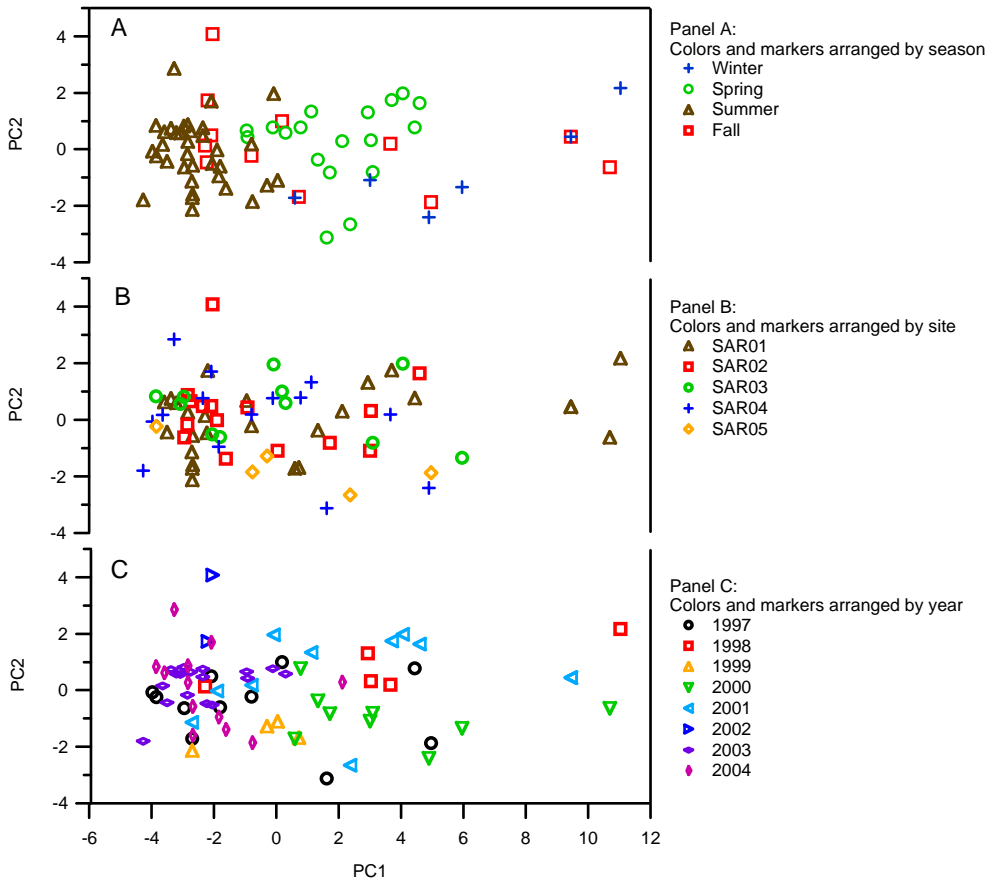 A
4
2
0
-2
-4
PC2
Panel A:
Colors and markers arranged by season
Winter
Spring
Summer
Fall
B
4
2
0
-2
-4
PC2
Panel B:
Colors and markers arranged by site
SAR01
SAR02
SAR03
SAR04
SAR05
C
4
2
0
-2
-4
PC2
Panel C:
Colors and markers arranged by year
1997
1998
1999
2000
2001
2002
2003
2004
-6 -4 -2 0 2 4 6 8 10 12
PC1